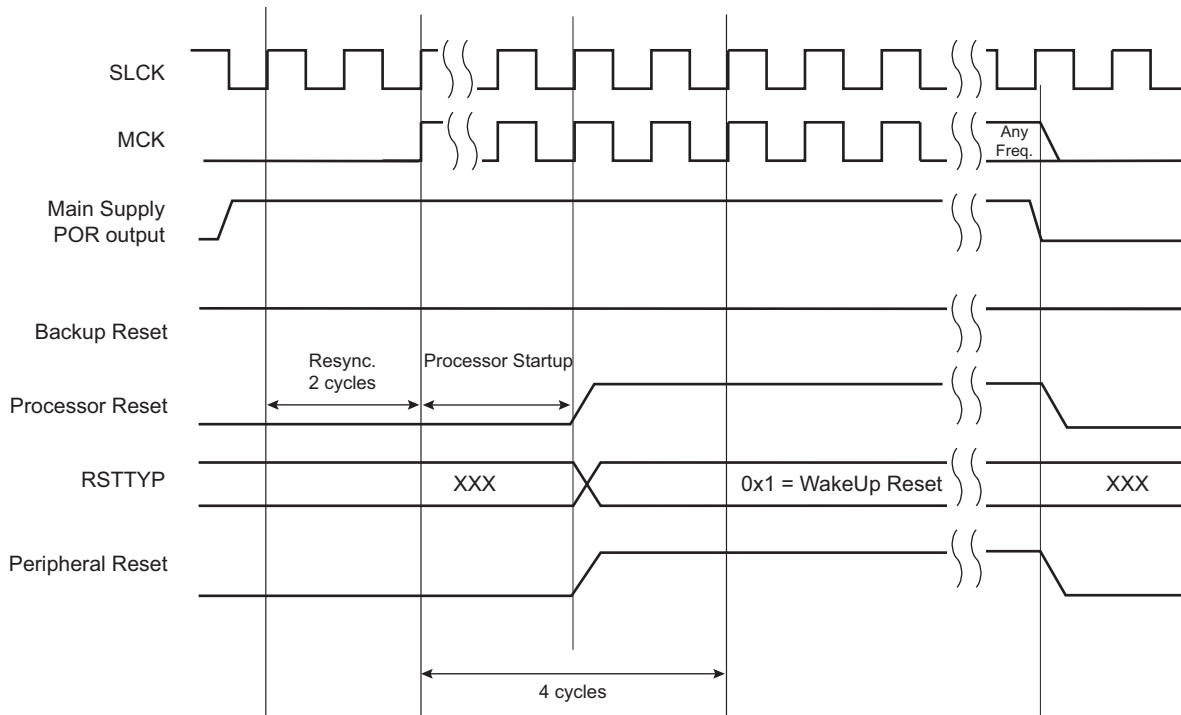 SLCK
MCK
Any
Freq.
Main Supply
POR output
Backup Reset
Resync.
2 cycles
Processor Startup
Processor Reset
RSTTYP
XXX
0x1 = WakeUp Reset
XXX
Peripheral Reset
4 cycles